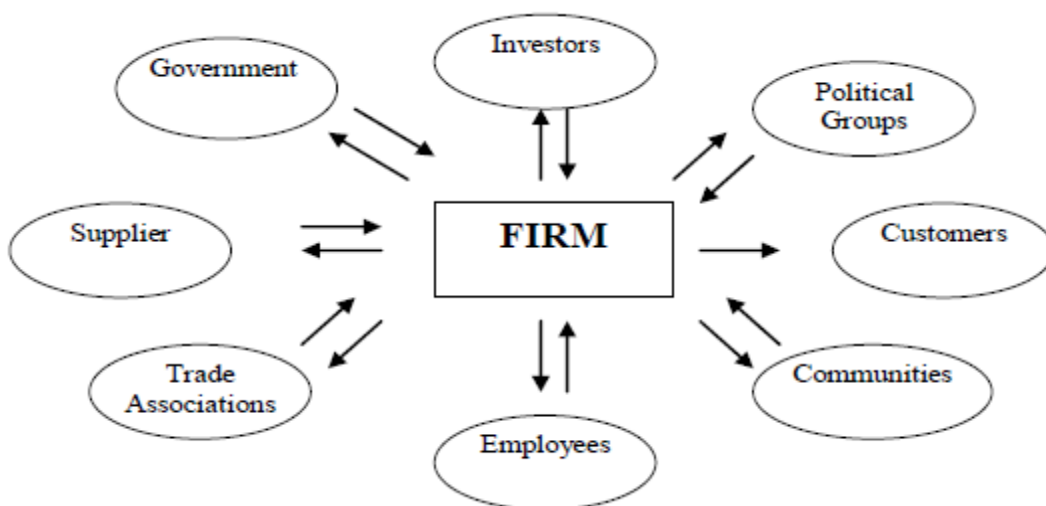 Investors
Government
Political
Groups
Supplier
FIRM
Customers
Trade
Associations
Communities
Employees